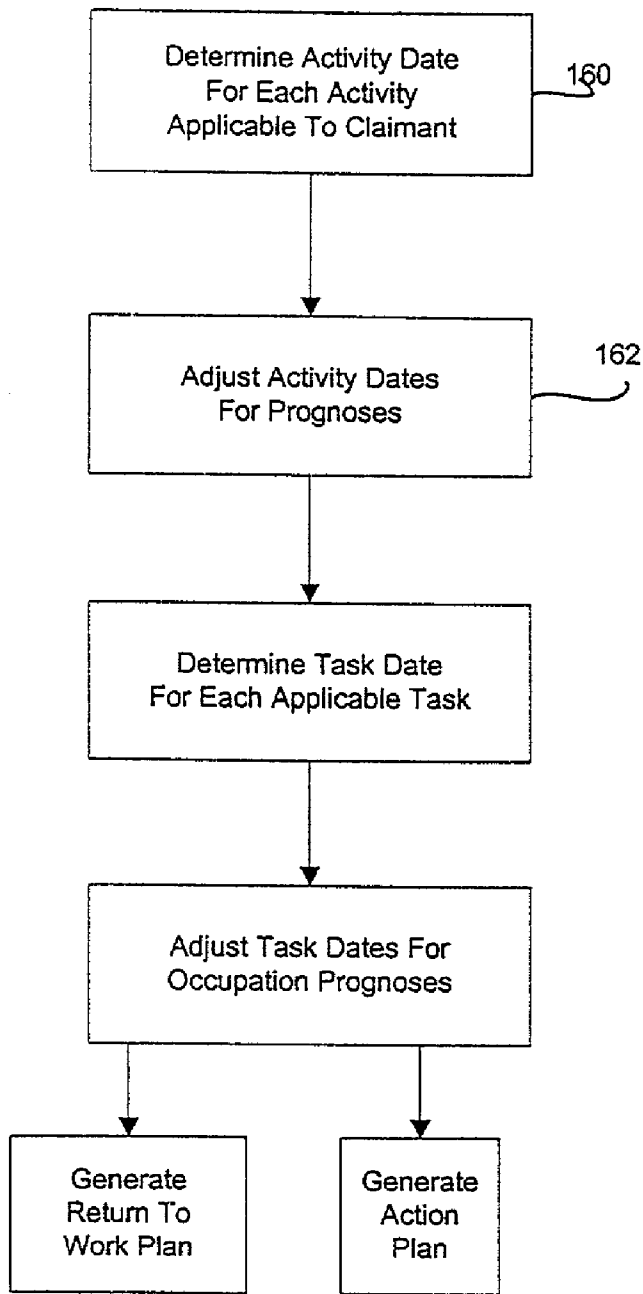 Determine Activity Date
For Each Activity
Applicable To Claimant
160
Adjust Activity Dates
For Prognoses
162
Determine Task Date
For Each Applicable Task
Adjust Task Dates For
Occupation Prognoses
Generate
Return To
Work Plan
Generate
Action
Plan